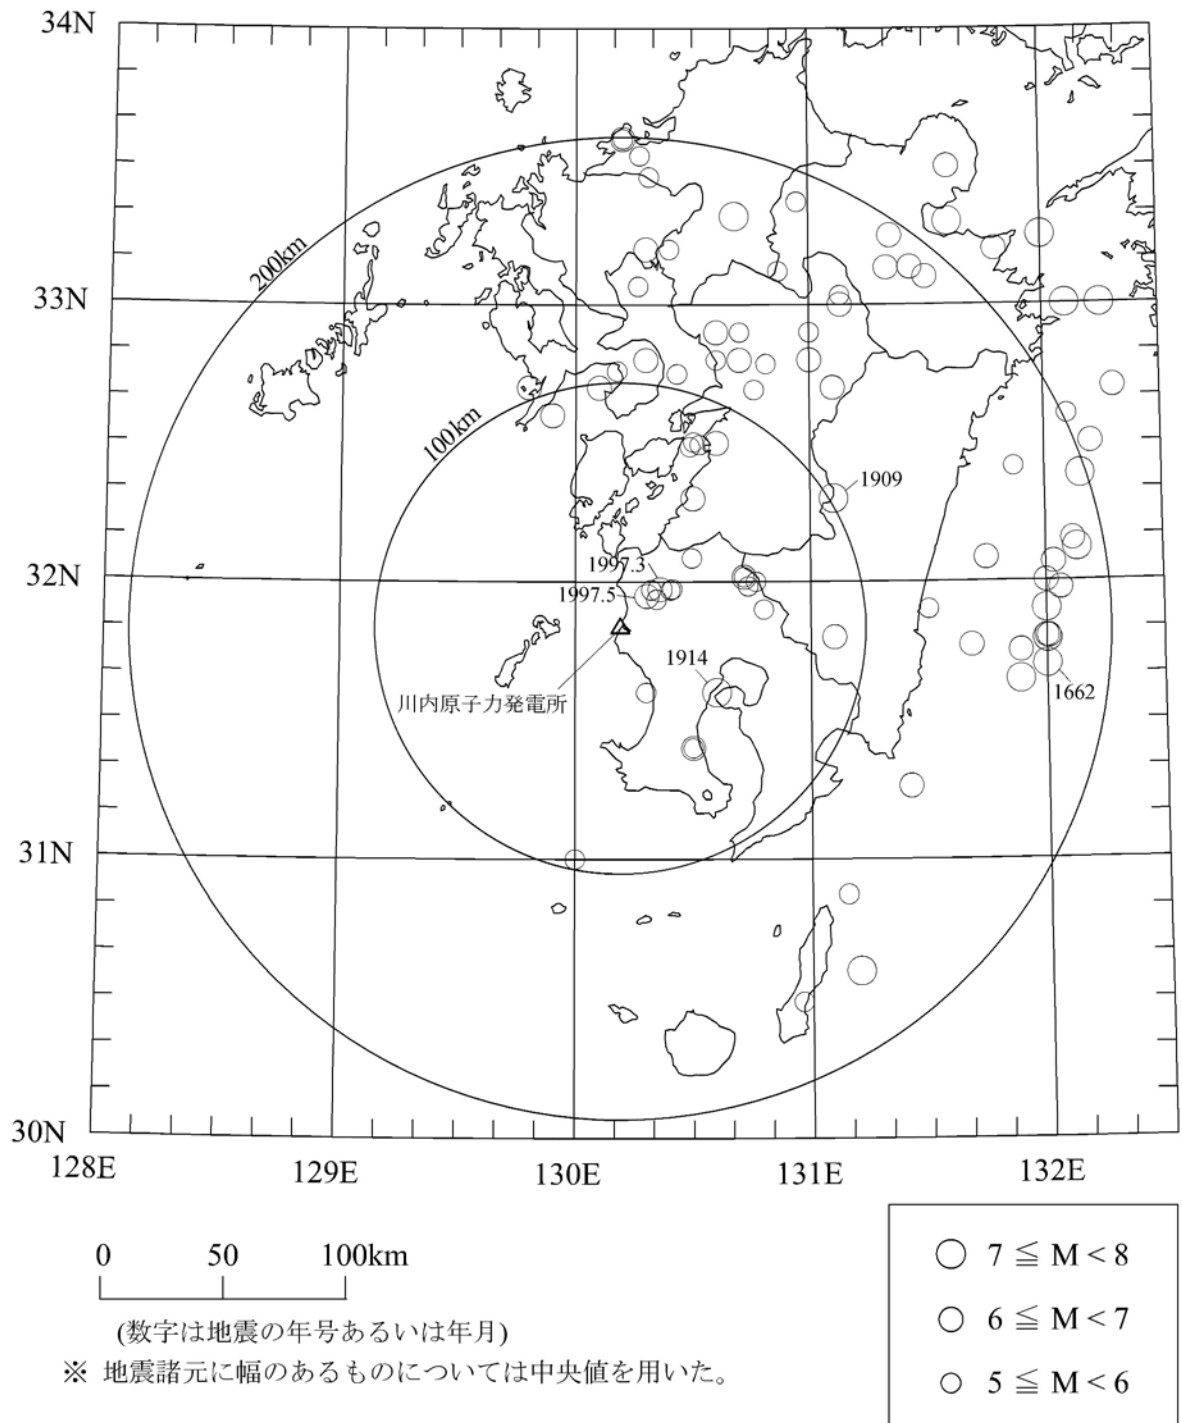 34N
200km
33N
100km
1909
32N
1997.3
1997.5
1914
川内原子力発電所
1662
31N
30N
128E 129E 130E 131E 132E
0 50 100km
(数字は地震の年号あるいは年月)
※ 地震諸元に幅のあるものについては中央値を用いた。
7 ≦ M < 8
6 ≦ M < 7
5 ≦ M < 6